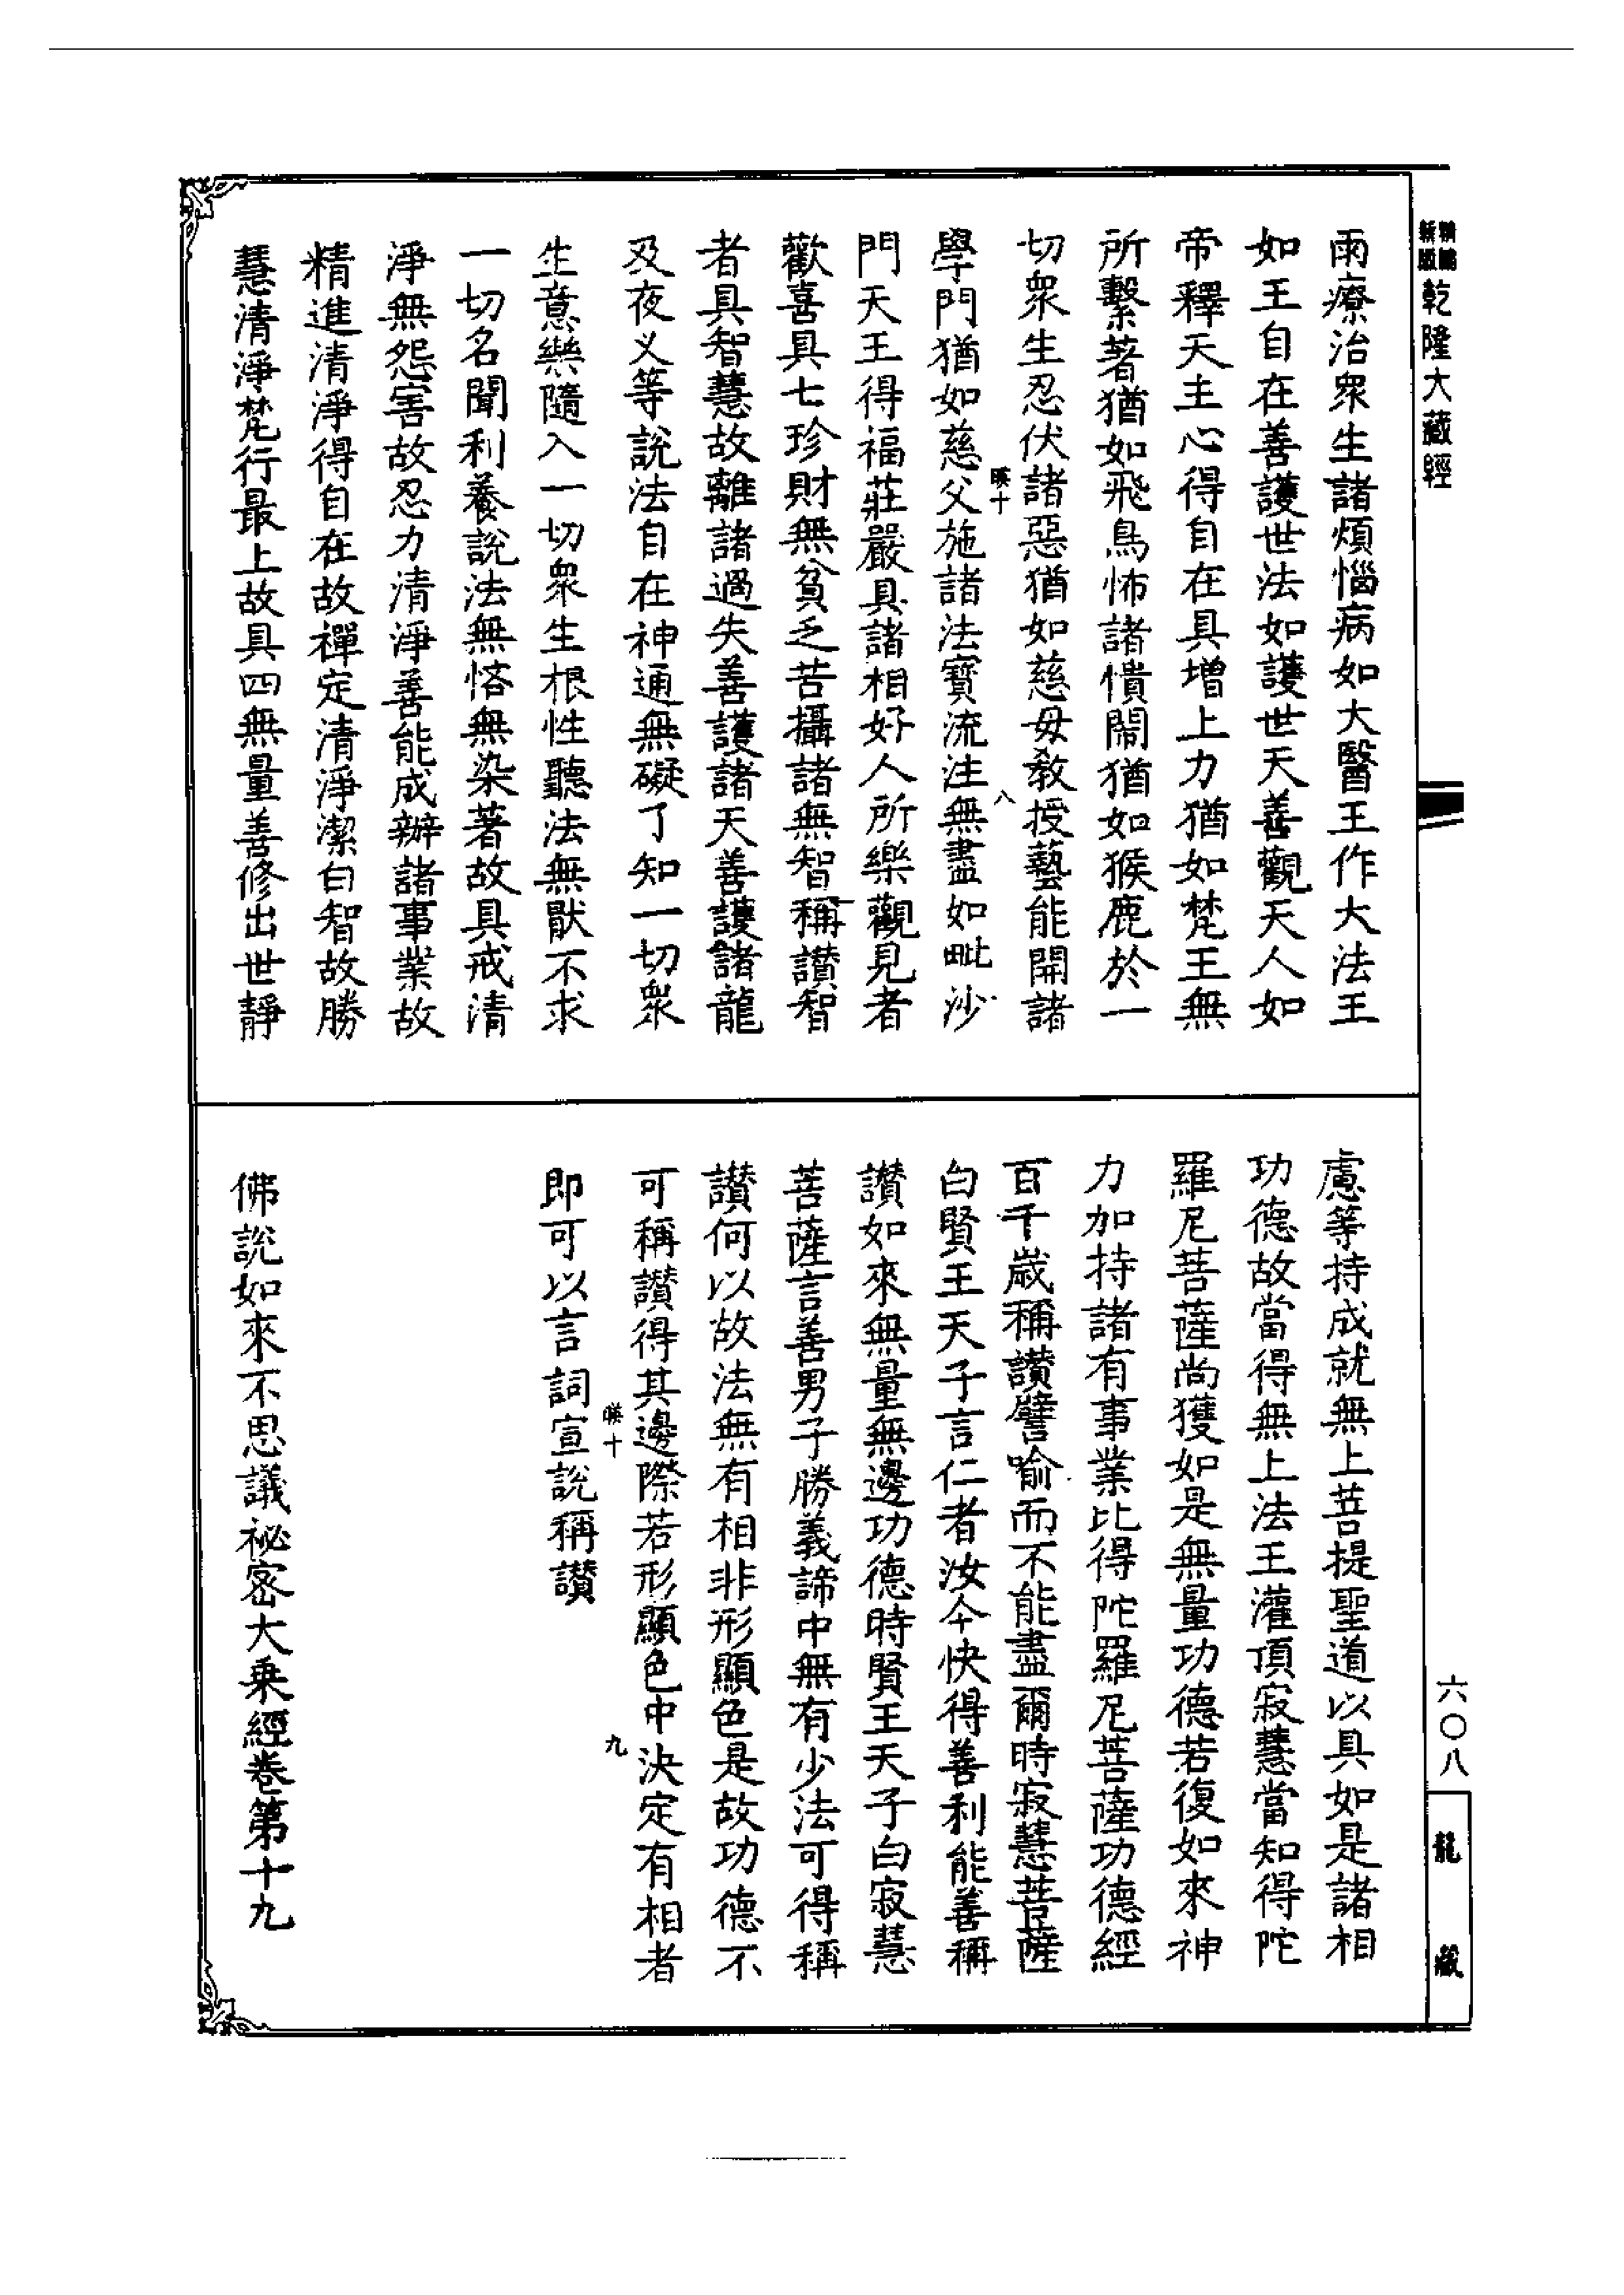 新編
新版
乾隆大藏經
雨療治衆生諸煩惱病如大醫王作大法王
如王自在善護世法如護世天善觀天人如
帝釋天主心得自在具增上力猶如梵王無
所繫著猶如飛鳥怖諸憒鬧猶如猴鹿於一
切衆生忍伏諸惡猶如慈母教授藝能開諸
㬢十
八
學門猶如慈父施諸法寶流注無盡如毗沙
門天王得福莊嚴具諸相好人所樂觀見者
歡喜具七珍財無貧乏苦攝諸無智稱讚智
者具智慧故離諸過失善護諸天善護諸龍
及夜叉等說法自在神通無礙了知一切衆
生意樂隨入一切衆生根性聽法無猒不求
一切名聞利養說法無悋無染著故具戒清
淨無怨害故忍力清淨善能成辦諸事業故
精進清淨得自在故禪定清淨潔白智故勝
慧清淨梵行最上故具四無量善修出世靜
慮等持成就無上菩提聖道以具如是諸相
功德故當得無上法王灌頂寂慧當知得陀
羅尼菩薩尚獲如是無量功德若復如來神
力加持諸有事業比得陀羅尼菩薩功德經
百千歲稱讚譬喻而不能盡爾時寂慧菩薩
白賢王天子言仁者汝今快得善利能善稱
讚如來無量無邊功德時賢王天子白寂慧
菩薩言善男子勝義諦中無有少法可得稱
讚何以故法無有相非形顯色是故功德不
可稱讚得其邊際若形顯色中決定有相者
十
九
即可以言詞宣說稱讚
佛說如來不思議祕密大乘經卷第十九
六〇八
龍藏